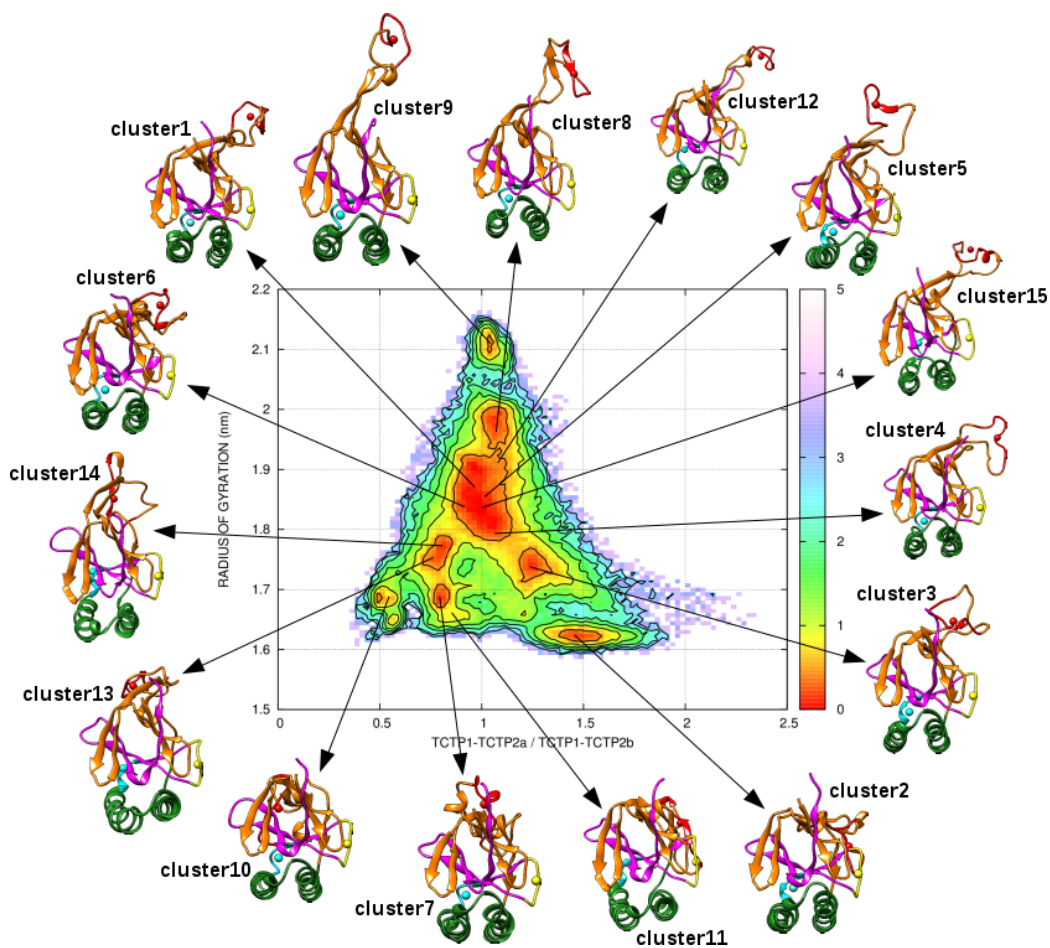 cluster9
cluster12
cluster1
cluster8
cluster5
cluster6
cluster15
2.2
5
2.1
4
2
cluster4
cluster14
1.9
3
RADIUS OF GYRATION (nm)
1.8
2
cluster3
1.7
1
1.6
cluster13
1.5
0
0
0.5
1
1.5
2
2.5
TCTP1-TCTP2a / TCTP1-TCTP2b
cluster2
cluster10
cluster7
cluster11